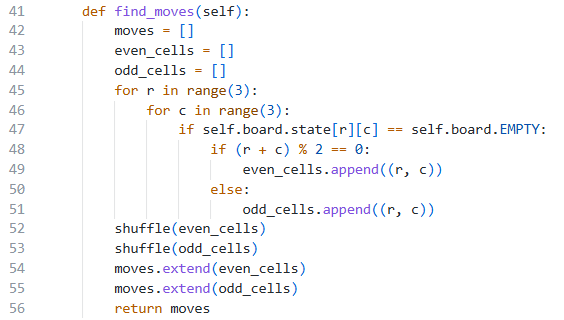 41 def find_moves(self):
42 moves = []
43 even_cells = []
44 odd_cells = []
45 for r in range(3):
46 for c in range(3):
47 if self.board.state[r][c] == self.board.EMPTY:
48 if (r + c) % 2 == 0:
49 even_cells.append((r, c))
50 else:
51 odd_cells.append((r, c))
52 shuffle(even_cells)
53 shuffle(odd_cells)
54 moves.extend(even_cells)
55 moves.extend(odd_cells)
56 return moves